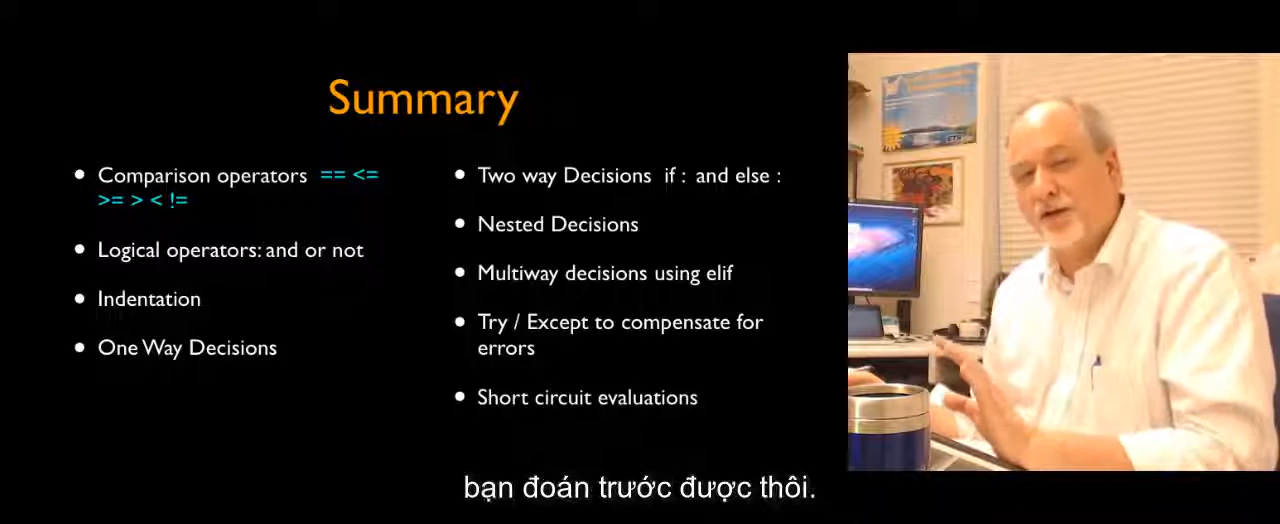 Summary
• Comparison operators == <=
>= > < !=
• Logical operators: and or not
• Indentation
• One Way Decisions
• Two way Decisions if : and else :
• Nested Decisions
• Multiway decisions using elif
• Try / Except to compensate for
errors
• Short circuit evaluations
bạn đoán trước được thôi.